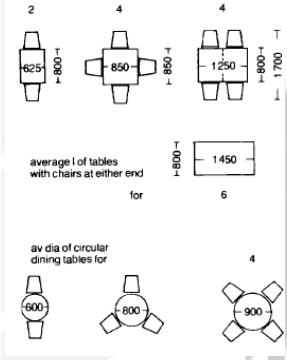 2 4 4
625 800 850 850 1250 800 1700
800 1450
average l of tables
with chairs at either end
for 6
av dia of circular
dining tables for 4
600 800 900